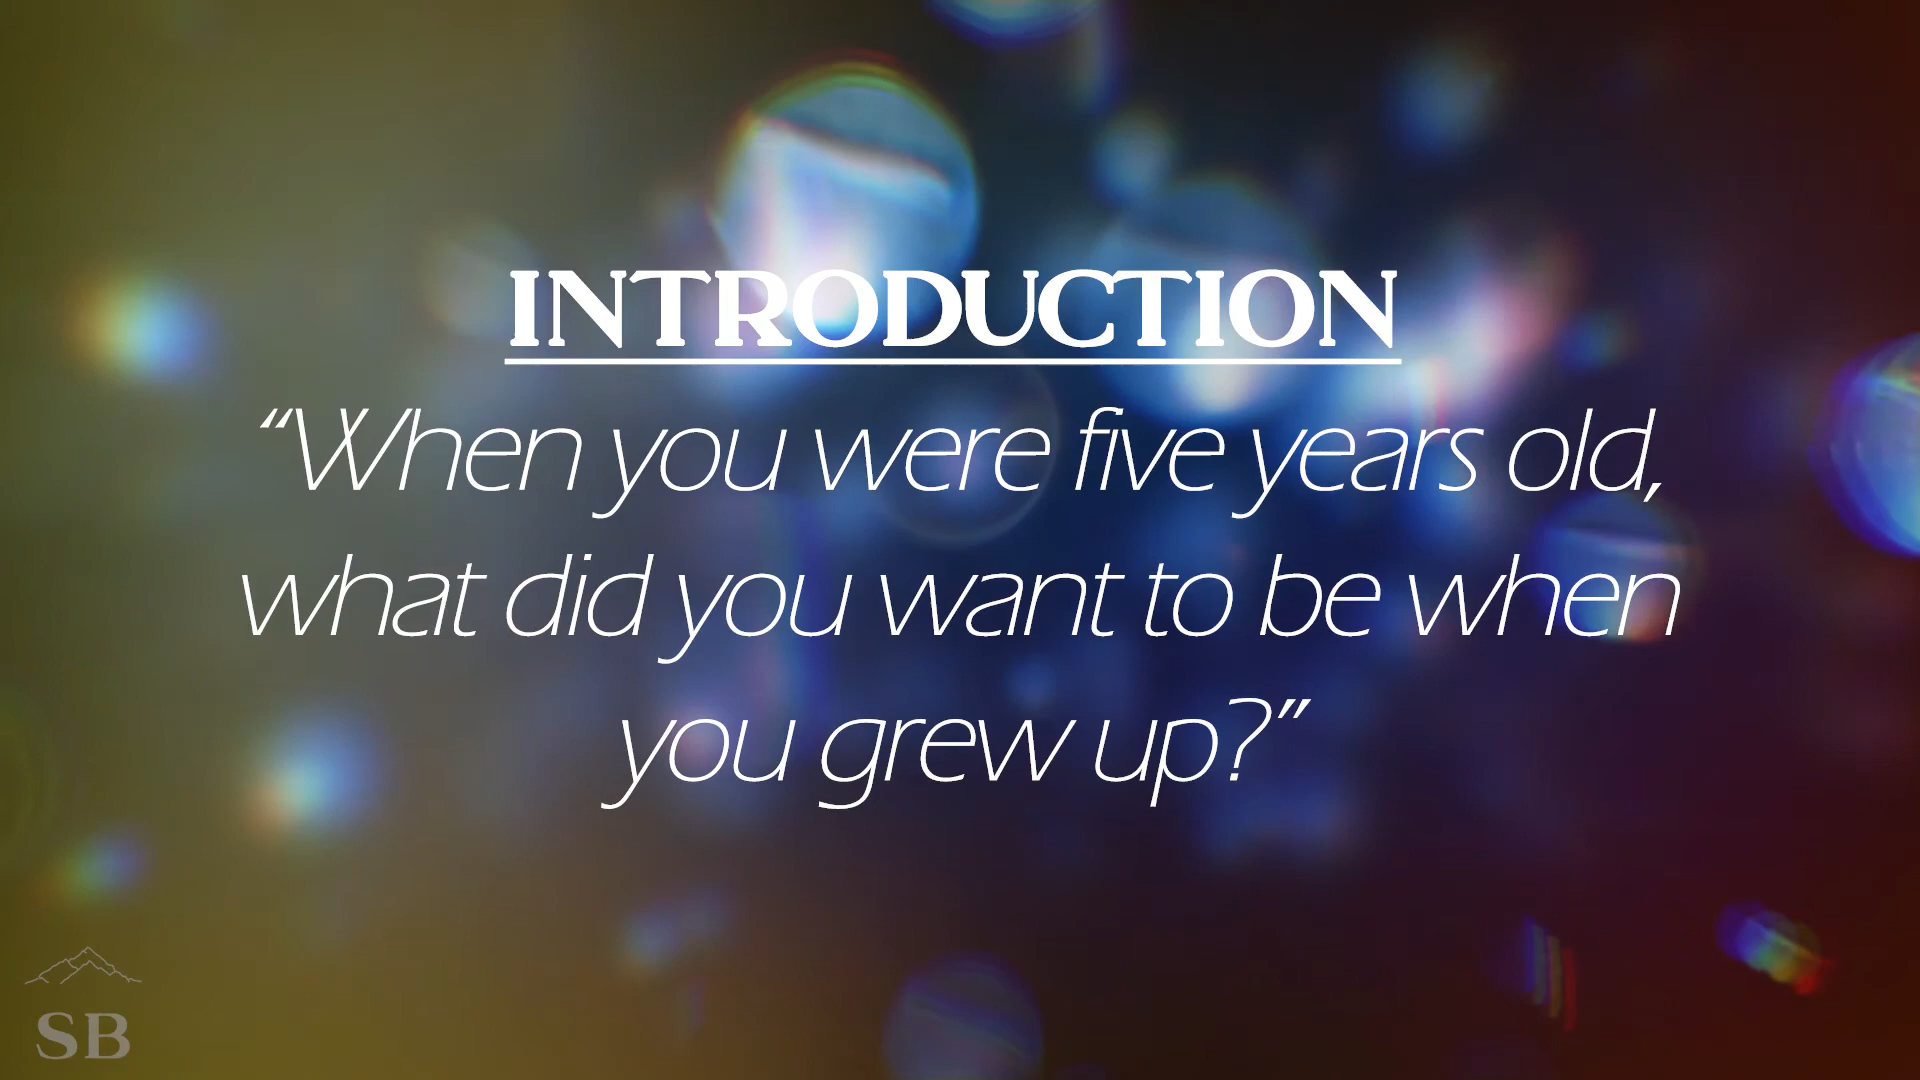 INTRODUCTION
“When you were five years old,
what did you want to be when
you grew up?”
SB